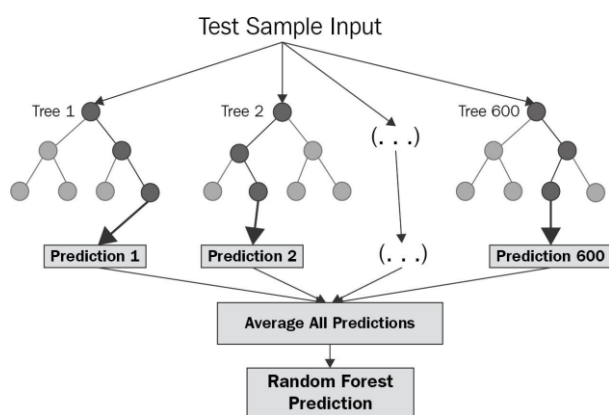 Test Sample Input
Tree 1
Tree 2
(. . .)
Tree 600
Prediction 1
Prediction 2
(. . .)
Prediction 600
Average All Predictions
Random Forest
Prediction